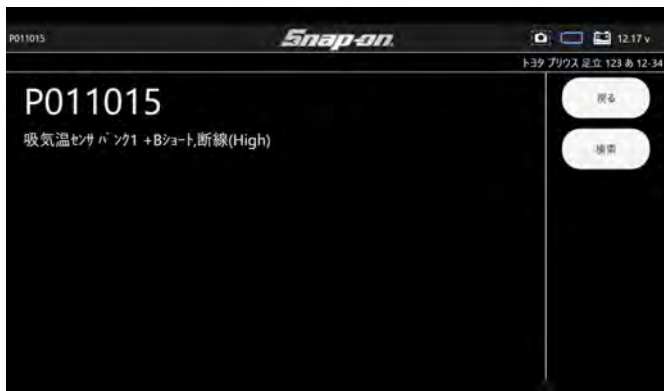 P011015
Snap-on
12.17 v
トヨタ プリウス 足立 123 あ 12-34
P011015
吸気温ｾﾝｻ ﾊﾞﾝｸ1 +Bｼｮｰﾄ,断線(High)
戻る
検索